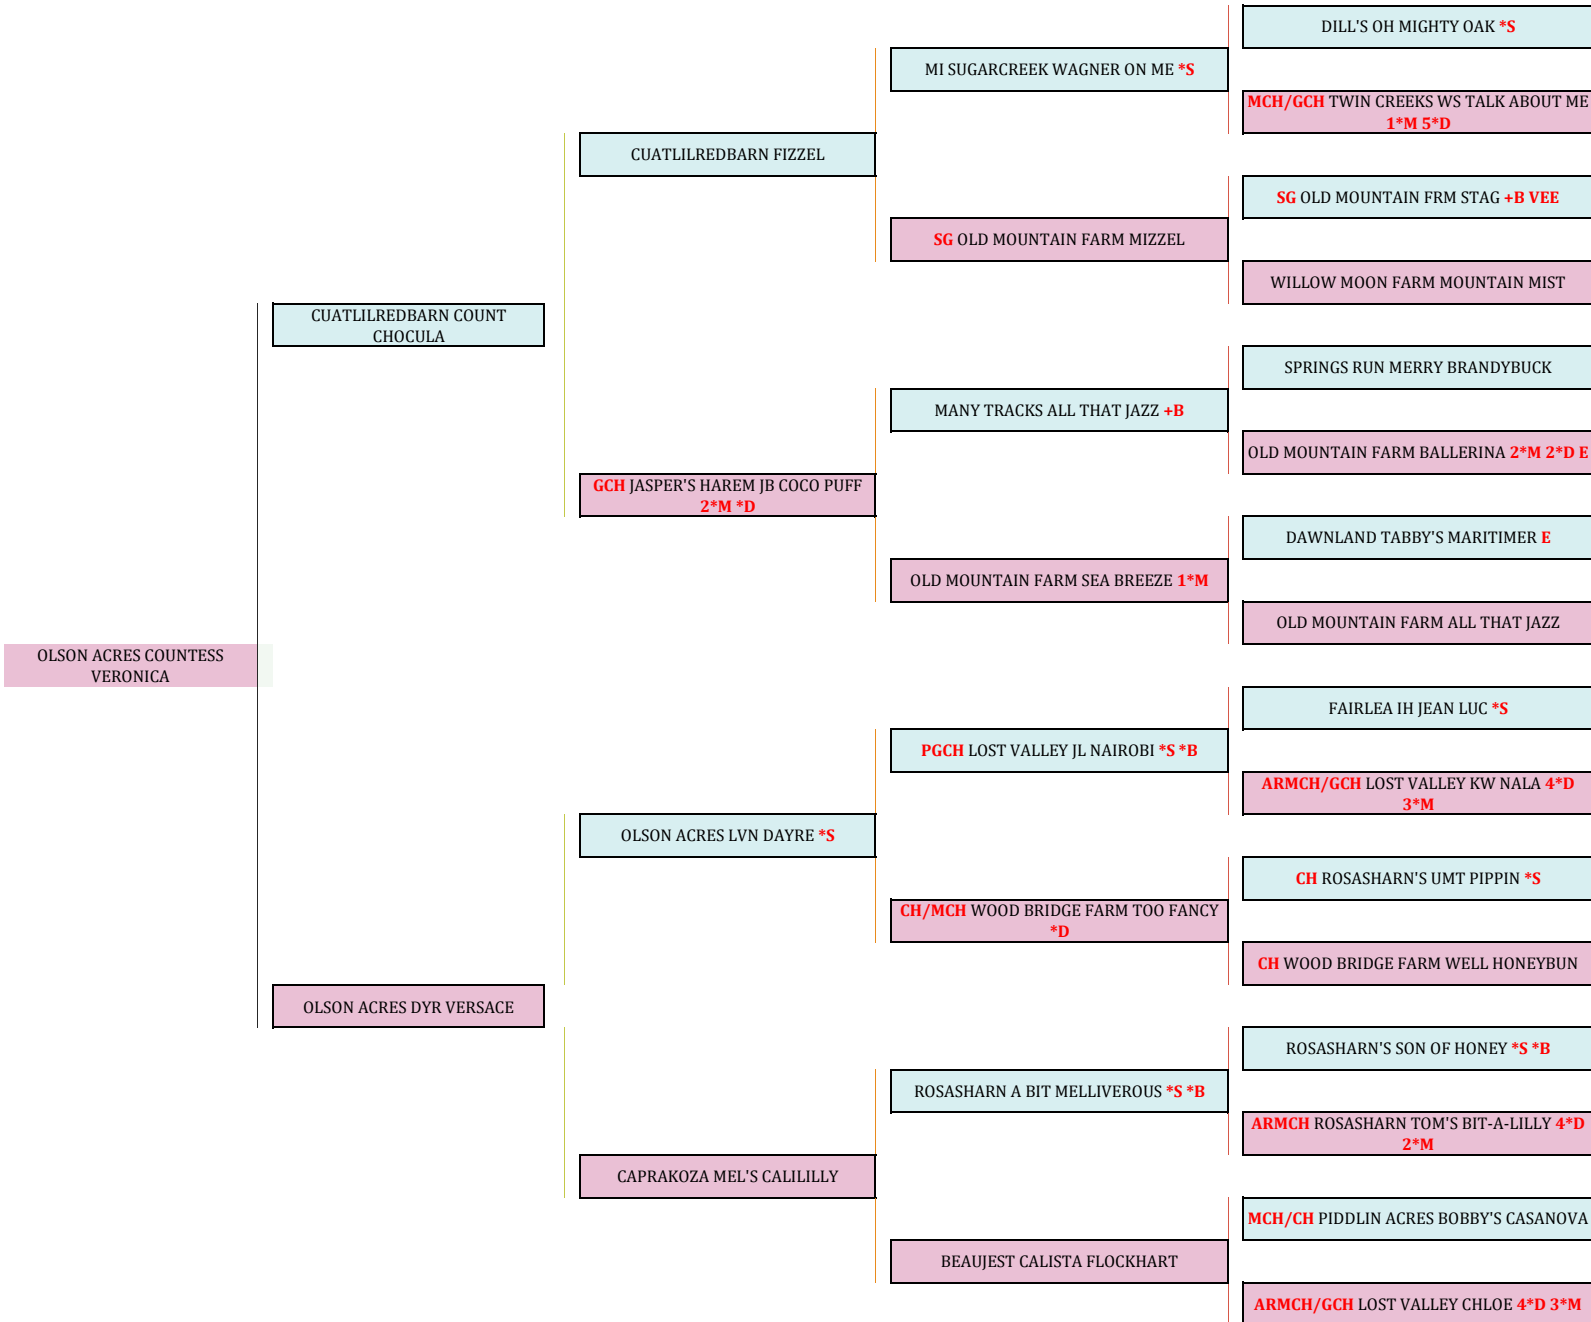 DILL'S OH MIGHTY OAK *S
MI SUGARCREEK WAGNER ON ME *S
MCH/GCH TWIN CREEKS WS TALK ABOUT ME
1*M 5*D
CUATLILREDBARN FIZZEL
SG OLD MOUNTAIN FRM STAG +B VEE
SG OLD MOUNTAIN FARM MIZZEL
WILLOW MOON FARM MOUNTAIN MIST
CUATLILREDBARN COUNT
CHOCULA
SPRINGS RUN MERRY BRANDYBUCK
MANY TRACKS ALL THAT JAZZ +B
OLD MOUNTAIN FARM BALLERINA 2*M 2*D E
GCH JASPER'S HAREM JB COCO PUFF
2*M *D
DAWNLAND TABBY'S MARITIMER E
OLD MOUNTAIN FARM SEA BREEZE 1*M
OLD MOUNTAIN FARM ALL THAT JAZZ
OLSON ACRES COUNTESS
VERONICA
FAIRLEA IH JEAN LUC *S
PGCH LOST VALLEY JL NAIROBI *S *B
ARMCH/GCH LOST VALLEY KW NALA 4*D
3*M
OLSON ACRES LVN DAYRE *S
CH ROSASHARN'S UMT PIPPIN *S
CH/MCH WOOD BRIDGE FARM TOO FANCY
*D
CH WOOD BRIDGE FARM WELL HONEYBUN
OLSON ACRES DYR VERSACE
ROSASHARN'S SON OF HONEY *S *B
ROSASHARN A BIT MELLIVEROUS *S *B
ARMCH ROSASHARN TOM'S BIT-A-LILLY 4*D
2*M
CAPRAKOZA MEL'S CALILILLY
MCH/CH PIDDLIN ACRES BOBBY'S CASANOVA
BEAUJEST CALISTA FLOCKHART
ARMCH/GCH LOST VALLEY CHLOE 4*D 3*M